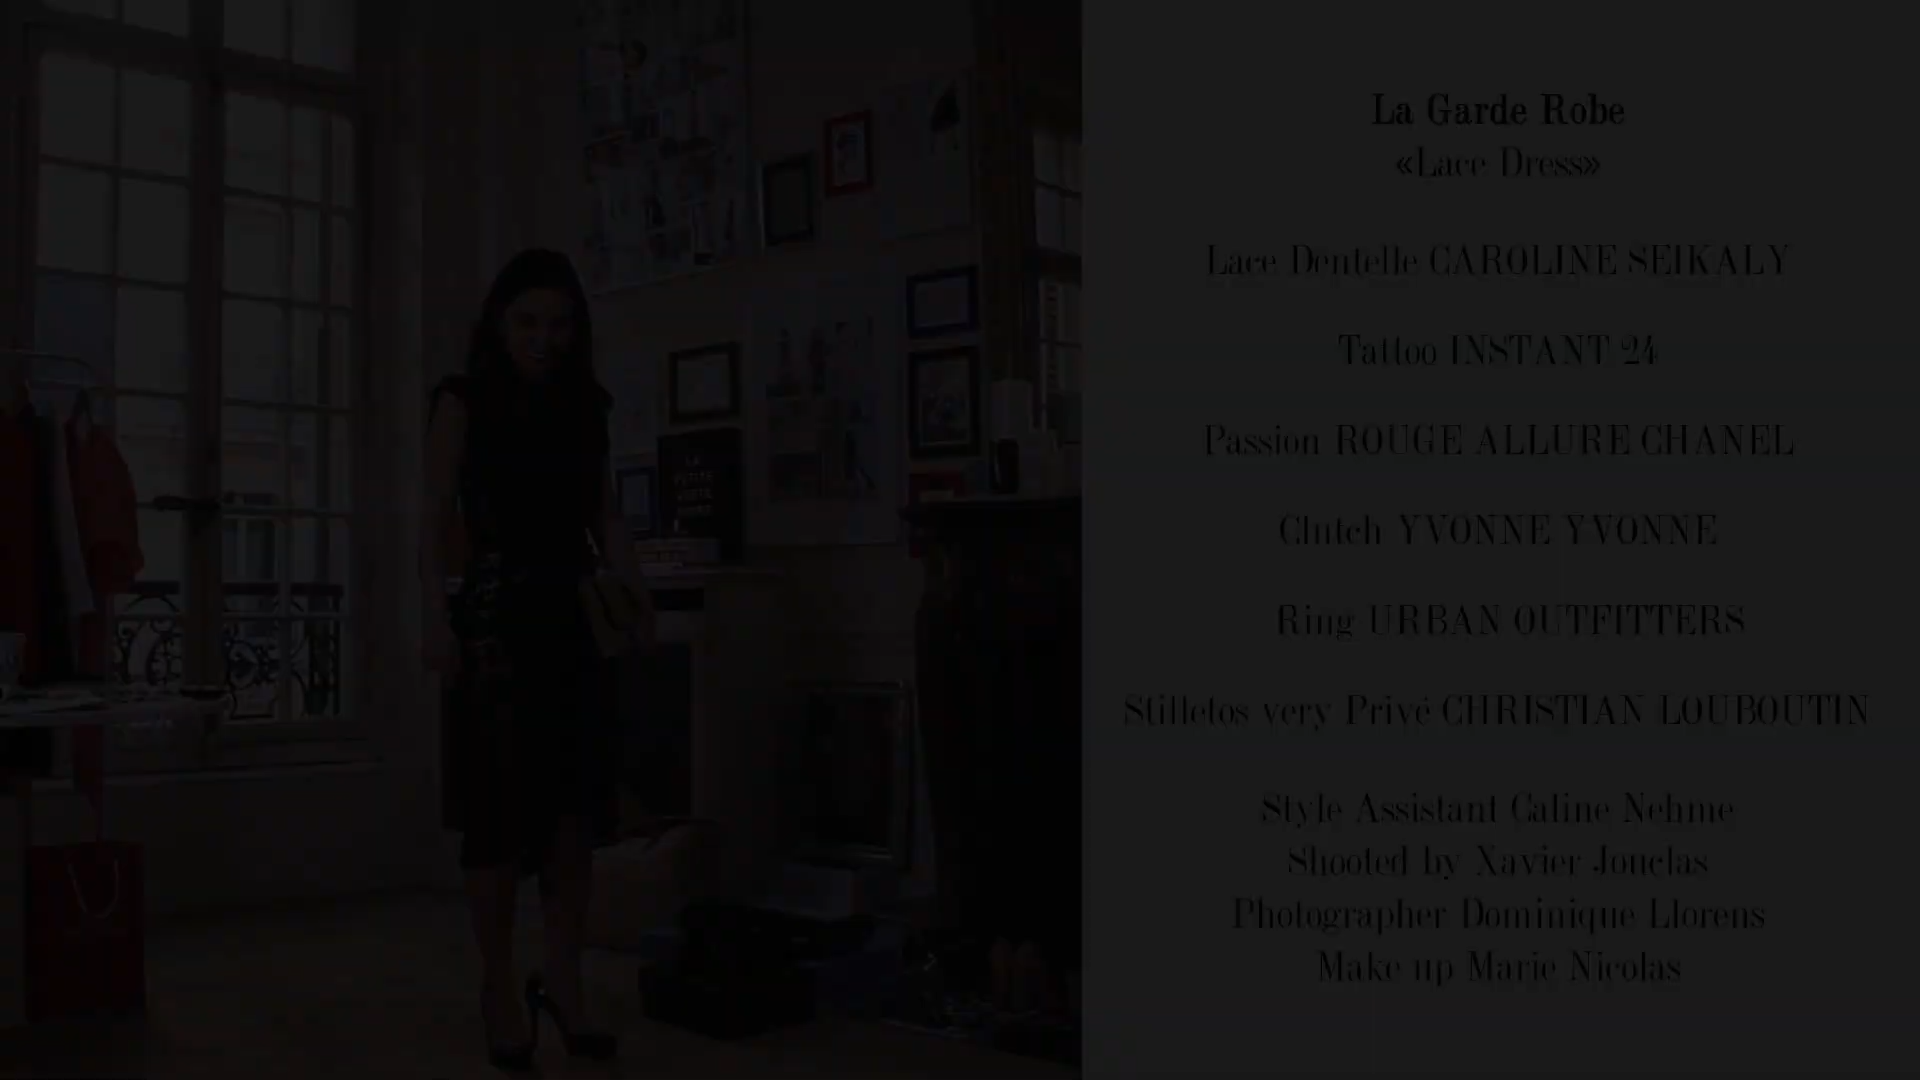 La Garde Robe
«Lace Dress»
Lace Dentelle CAROLINE SEIKALY
Tattoo INSTANT 24
Passion ROUGE ALLURE CHANEL
Clutch YVONNE YVONNE
Ring URBAN OUTFITTERS
Stilletos very Privé CHRISTIAN LOUBOUTIN
Style Assistant Caline Nehme
Shooted by Xavier Jouclas
Photographer Dominique Llorens
Make up Marie Nicolas
LA
PETITE